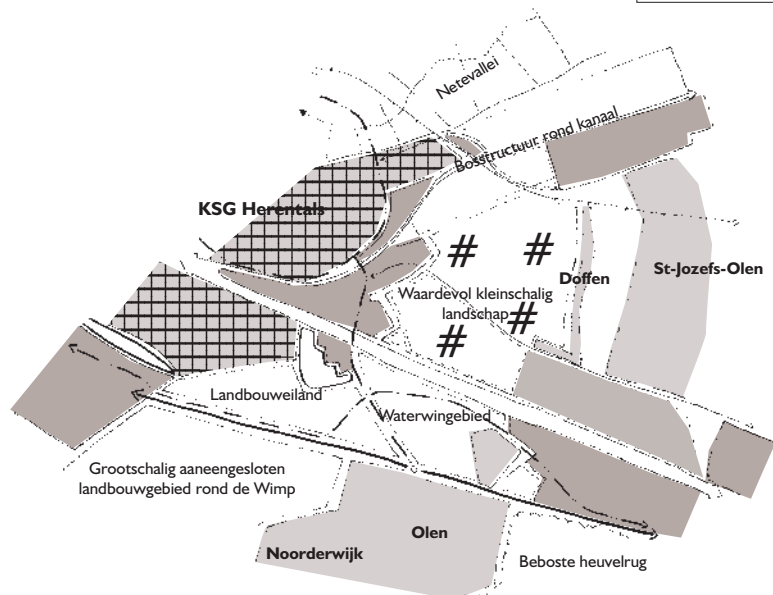 Netevallei
Bosstructuur rond kanaal
KSG Herentals
#
#
Doffen
St-Jozefs-Olen
Waardevol kleinschalig
landschap
#
#
Landbouweiland
Waterwingebied
Grootschalig aaneengesloten
landbouwgebied rond de Wimp
Olen
Noorderwijk
Beboste heuvelrug